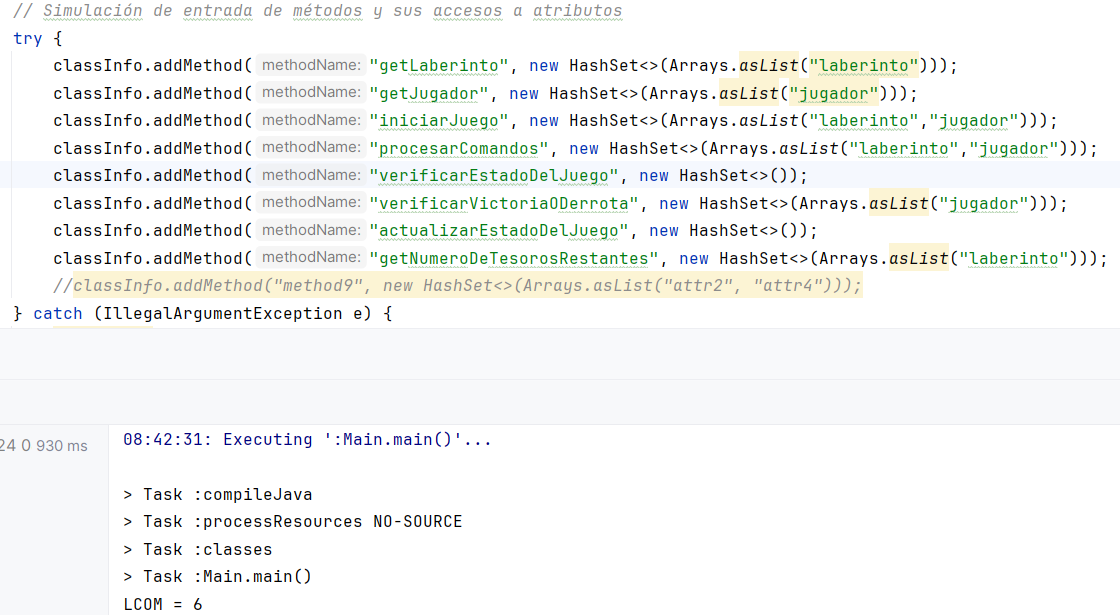 // Simulación de entrada de métodos y sus accesos a atributos
try {
classInfo.addMethod( methodName: "getLaberinto", new HashSet<>(Arrays.asList("laberinto")));
classInfo.addMethod( methodName: "getJugador", new HashSet<>(Arrays.asList("jugador")));
classInfo.addMethod( methodName: "iniciarJuego", new HashSet<>(Arrays.asList("laberinto","jugador")));
classInfo.addMethod( methodName: "procesarComandos", new HashSet<>(Arrays.asList("laberinto","jugador")));
classInfo.addMethod( methodName: "verificarEstadoDelJuego", new HashSet<>());
classInfo.addMethod( methodName: "verificarVictoriaODerrota", new HashSet<>(Arrays.asList("jugador")));
classInfo.addMethod( methodName: "actualizarEstadoDelJuego", new HashSet<>());
classInfo.addMethod( methodName: "getNumeroDeTesorosRestantes", new HashSet<>(Arrays.asList("laberinto")));
//classInfo.addMethod("method9", new HashSet<>(Arrays.asList("attr2", "attr4")));
} catch (IllegalArgumentException e) {
08:42:31: Executing ':Main.main()'...
24 0 930 ms
> Task :compileJava
> Task :processResources NO-SOURCE
> Task :classes
> Task :Main.main()
LCOM = 6